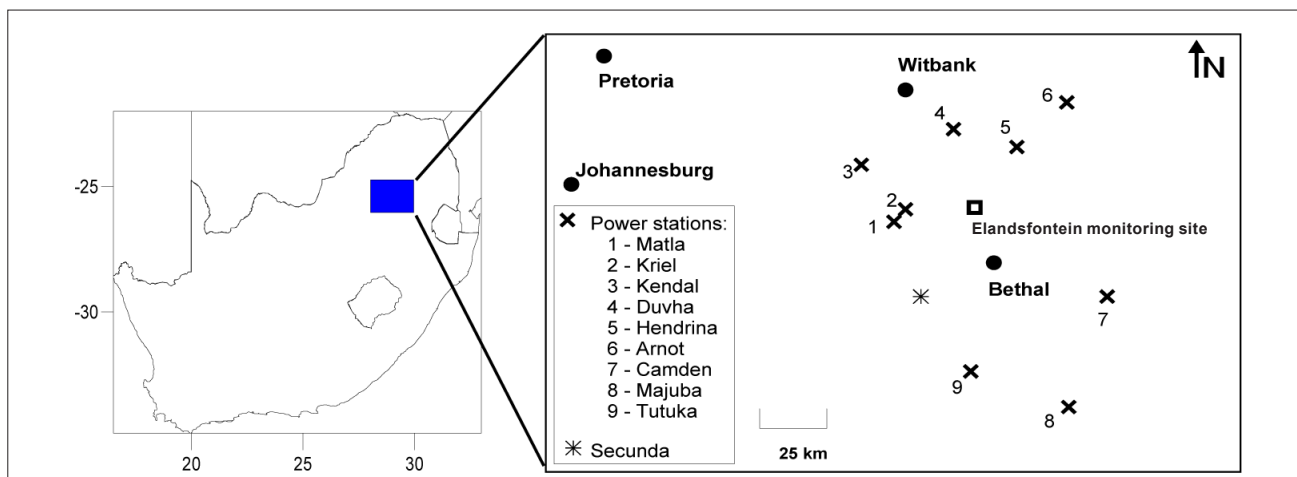 -25
-30
20
25
30
Pretoria
Johannesburg
Witbank
N
6
4
5
3
2
1
Elandsfontein monitoring site
Bethal
7
9
8
Power stations:
1 - Matla
2 - Kriel
3 - Kendal
4 - Duvha
5 - Hendrina
6 - Arnot
7 - Camden
8 - Majuba
9 - Tutuka
Secunda
25 km